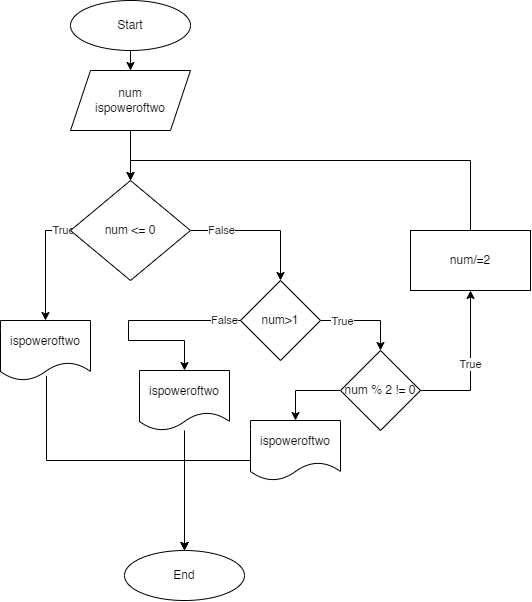 Start
num
ispoweroftwo
num <= 0
True
False
num/=2
num>1
False
True
ispoweroftwo
True
ispoweroftwo
num % 2 != 0
ispoweroftwo
End